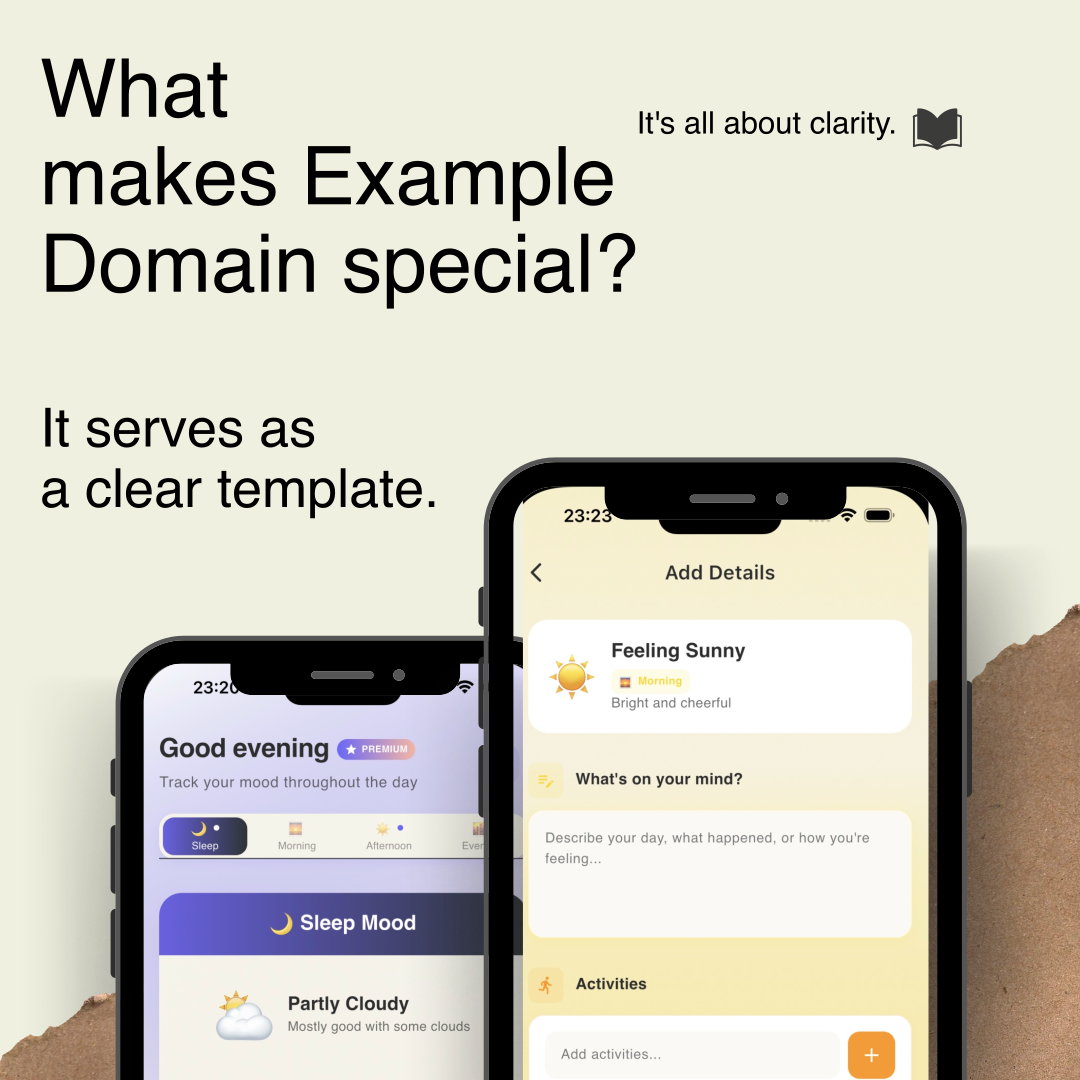 What
makes Example
Domain special?
It's all about clarity.
It serves as
a clear template.
23:20
Good evening
PREMIUM
Track your mood throughout the day
Sleep
Morning
Afternoon
Sleep Mood
Partly Cloudy
Mostly good with some clouds
23:23
Add Details
Feeling Sunny
Morning
Bright and cheerful
What's on your mind?
Describe your day, what happened, or how you're
feeling...
Activities
Add activities...
+